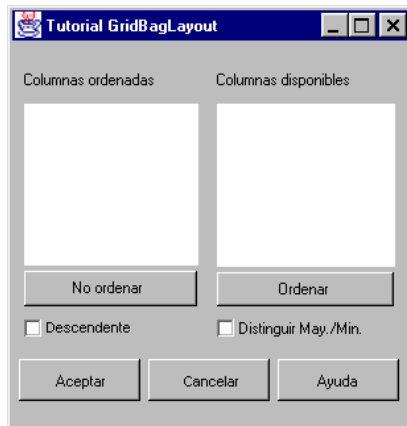 Tutorial GridBagLayout
Columnas ordenadas Columnas disponibles
No ordenar Ordenar
Descendente Distinguir May./Min.
Aceptar Cancelar Ayuda